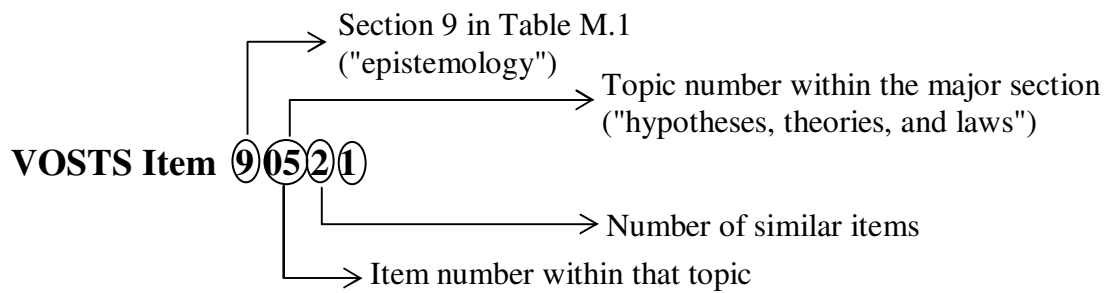 Section 9 in Table M.1
("epistemology")
Topic number within the major section
("hypotheses, theories, and laws")
VOSTS Item 9 05 2 1
Number of similar items
Item number within that topic